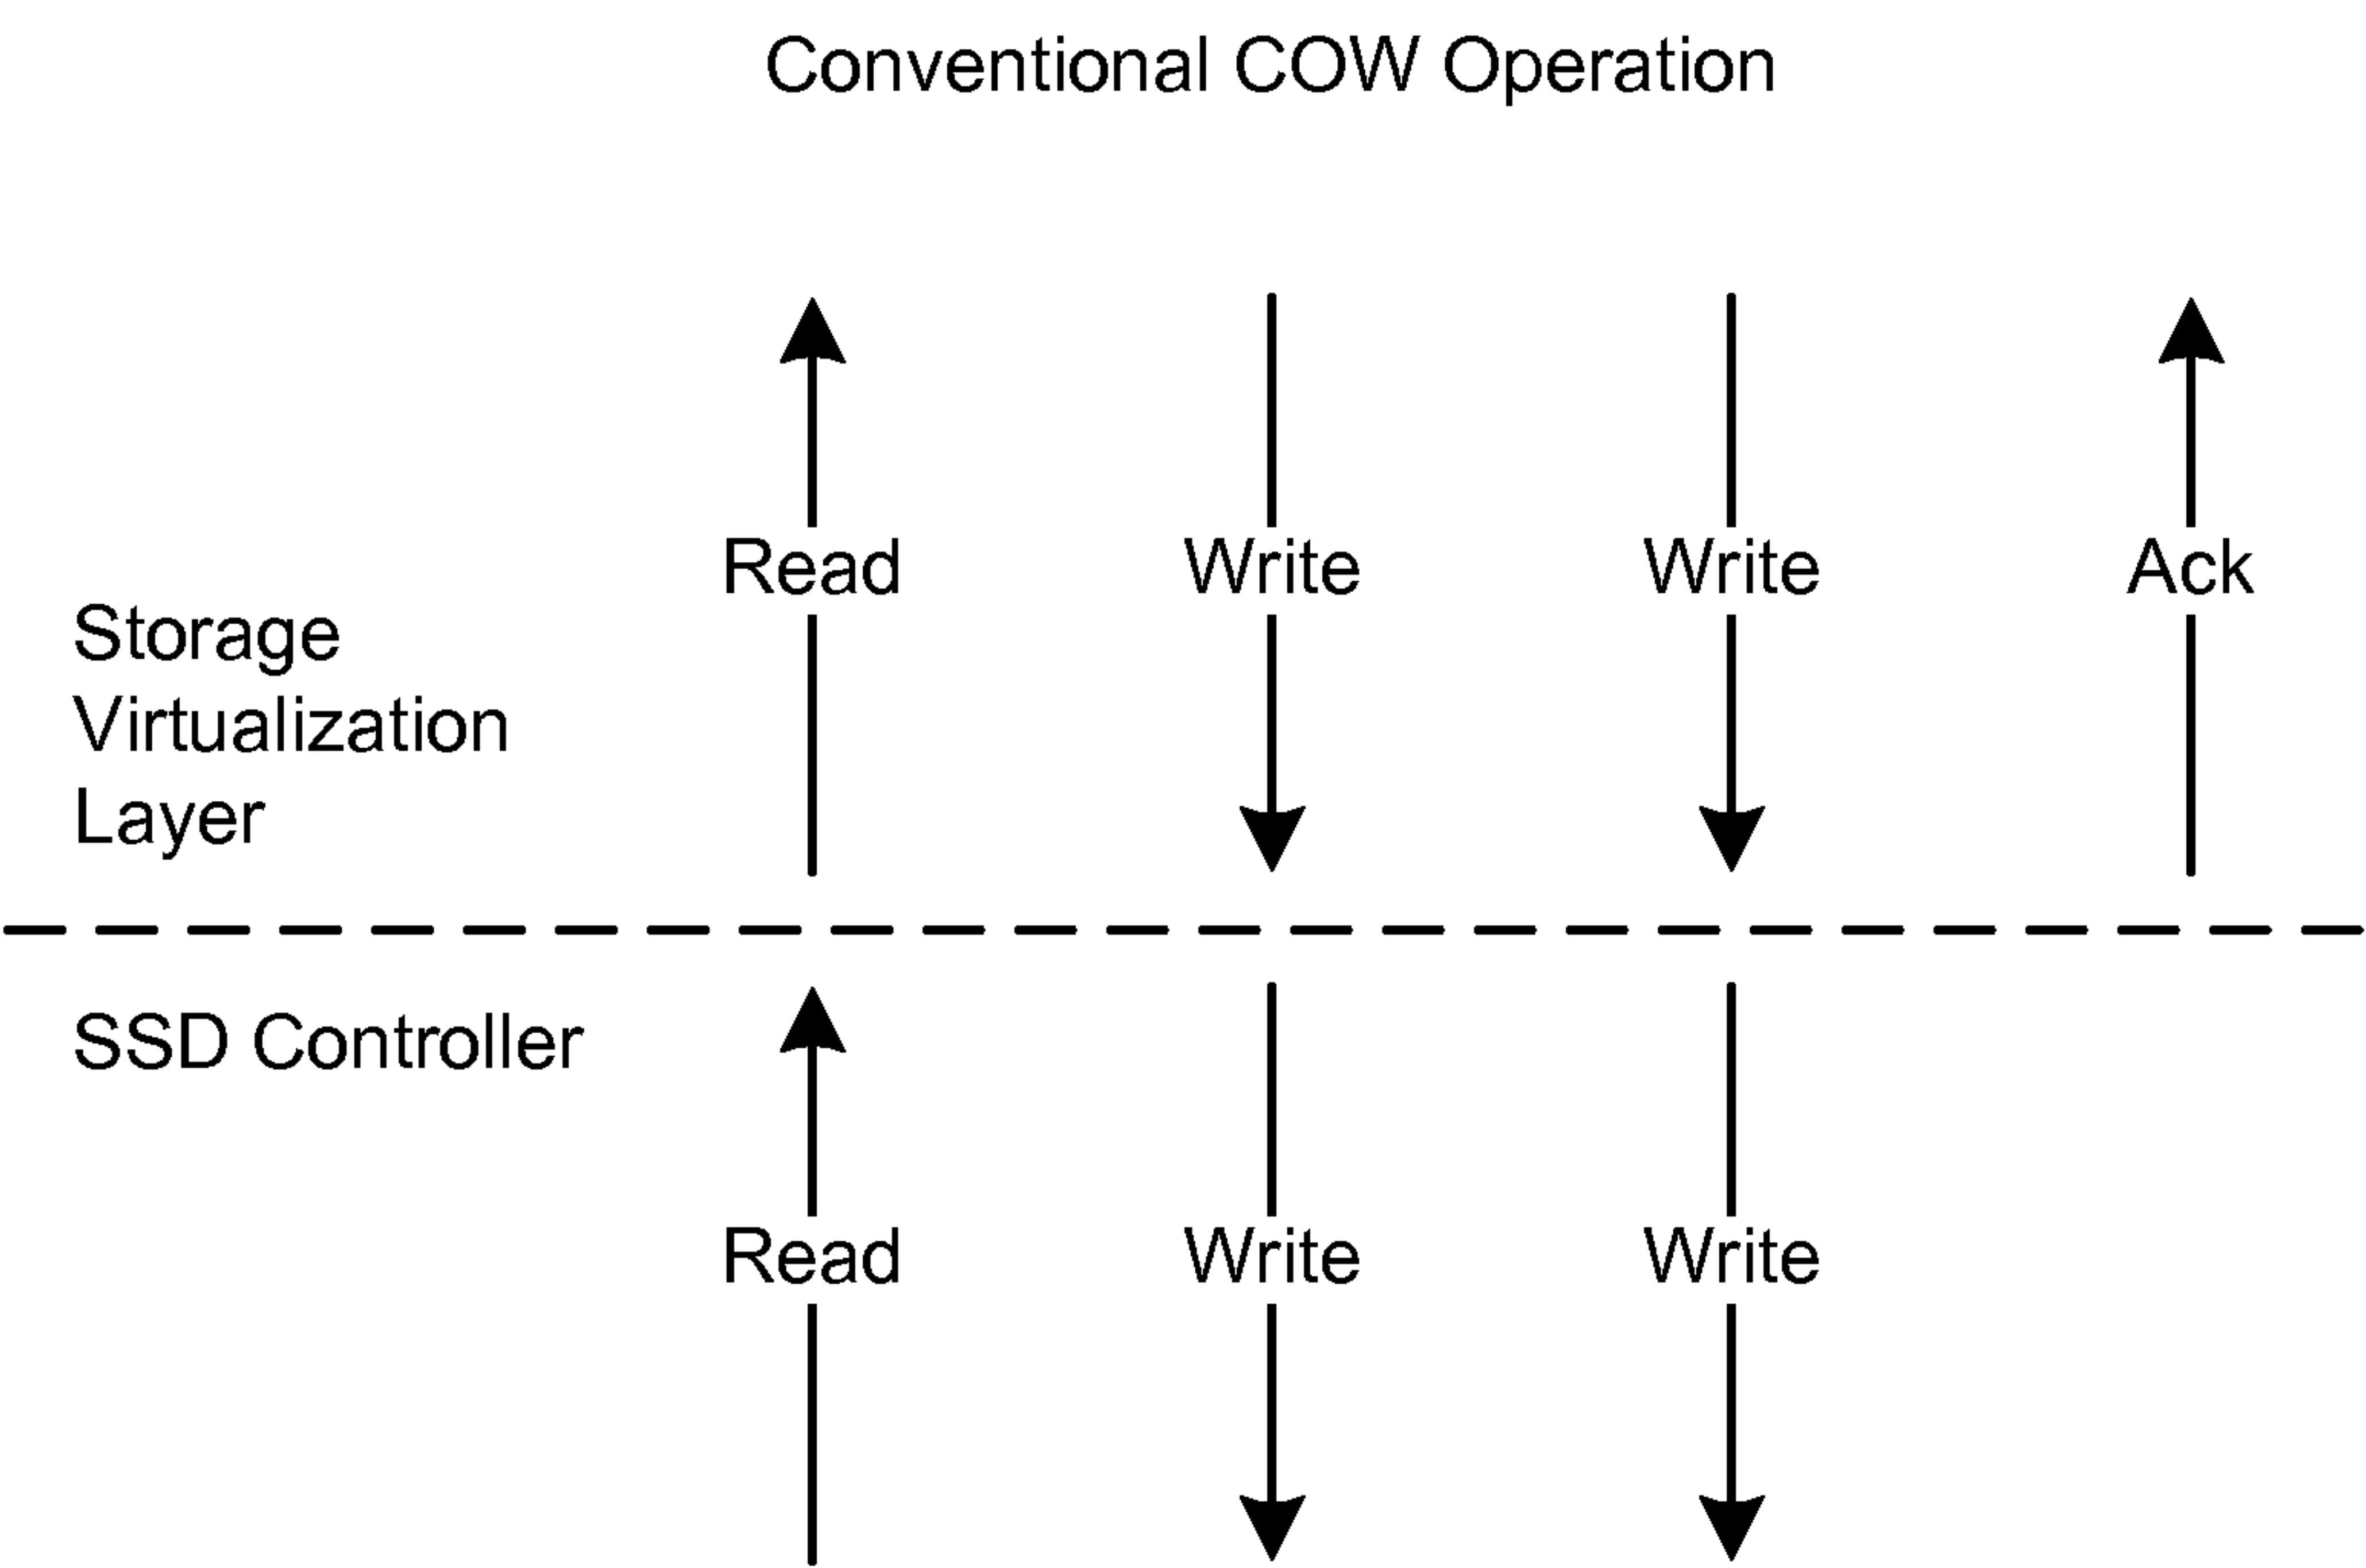 Conventional COW Operation
Read Write Write Ack
Storage
Virtualization
Layer
SSD Controller
Read Write Write